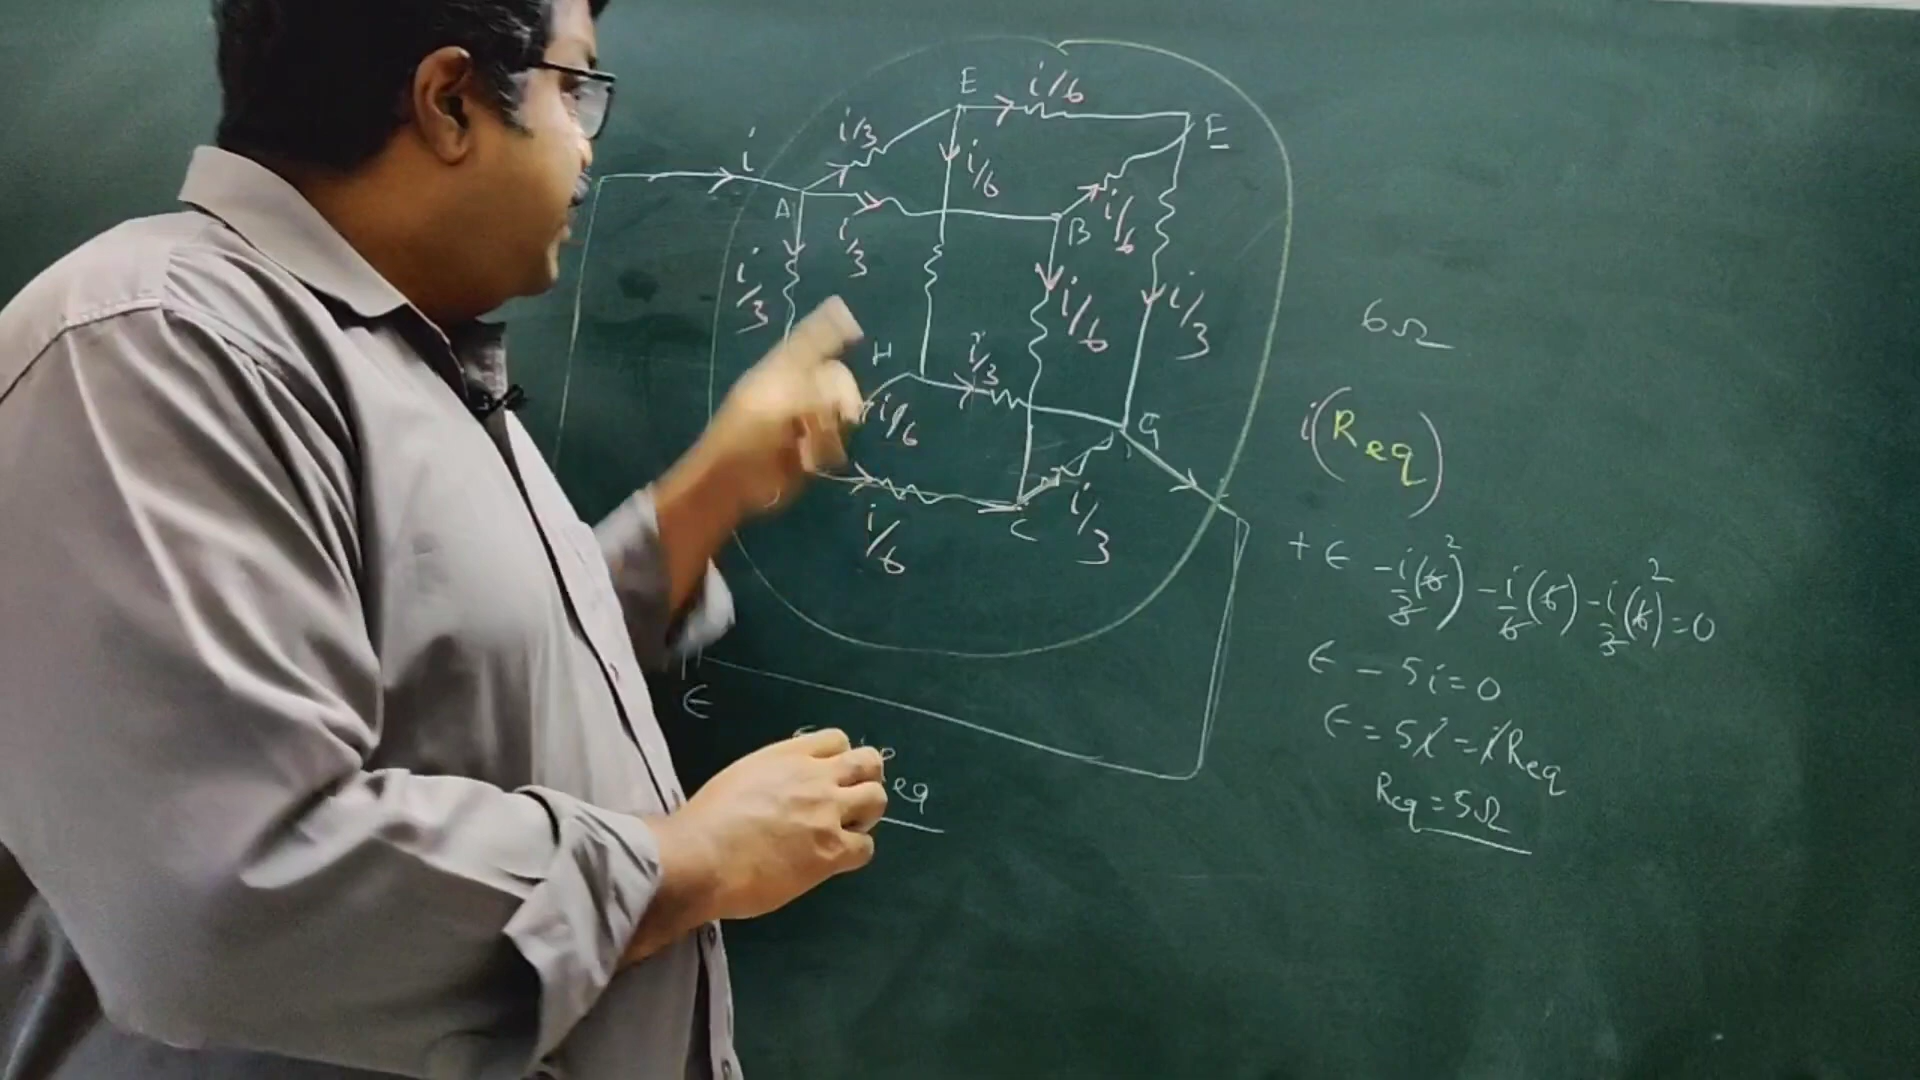 E
i/6
i/3
E
i
i/6
A
i/3
B
i/6
i/3
i/6
i/3
6Ω
H
i/3
i/6
G
i(Req)
C
i/3
i/6
+ϵ -i/3(6)² -i/6(6) -i/3(6)² =0
ϵ - 5i=0
ϵ
ϵ = 5i = iReq
eq
Req = 5Ω